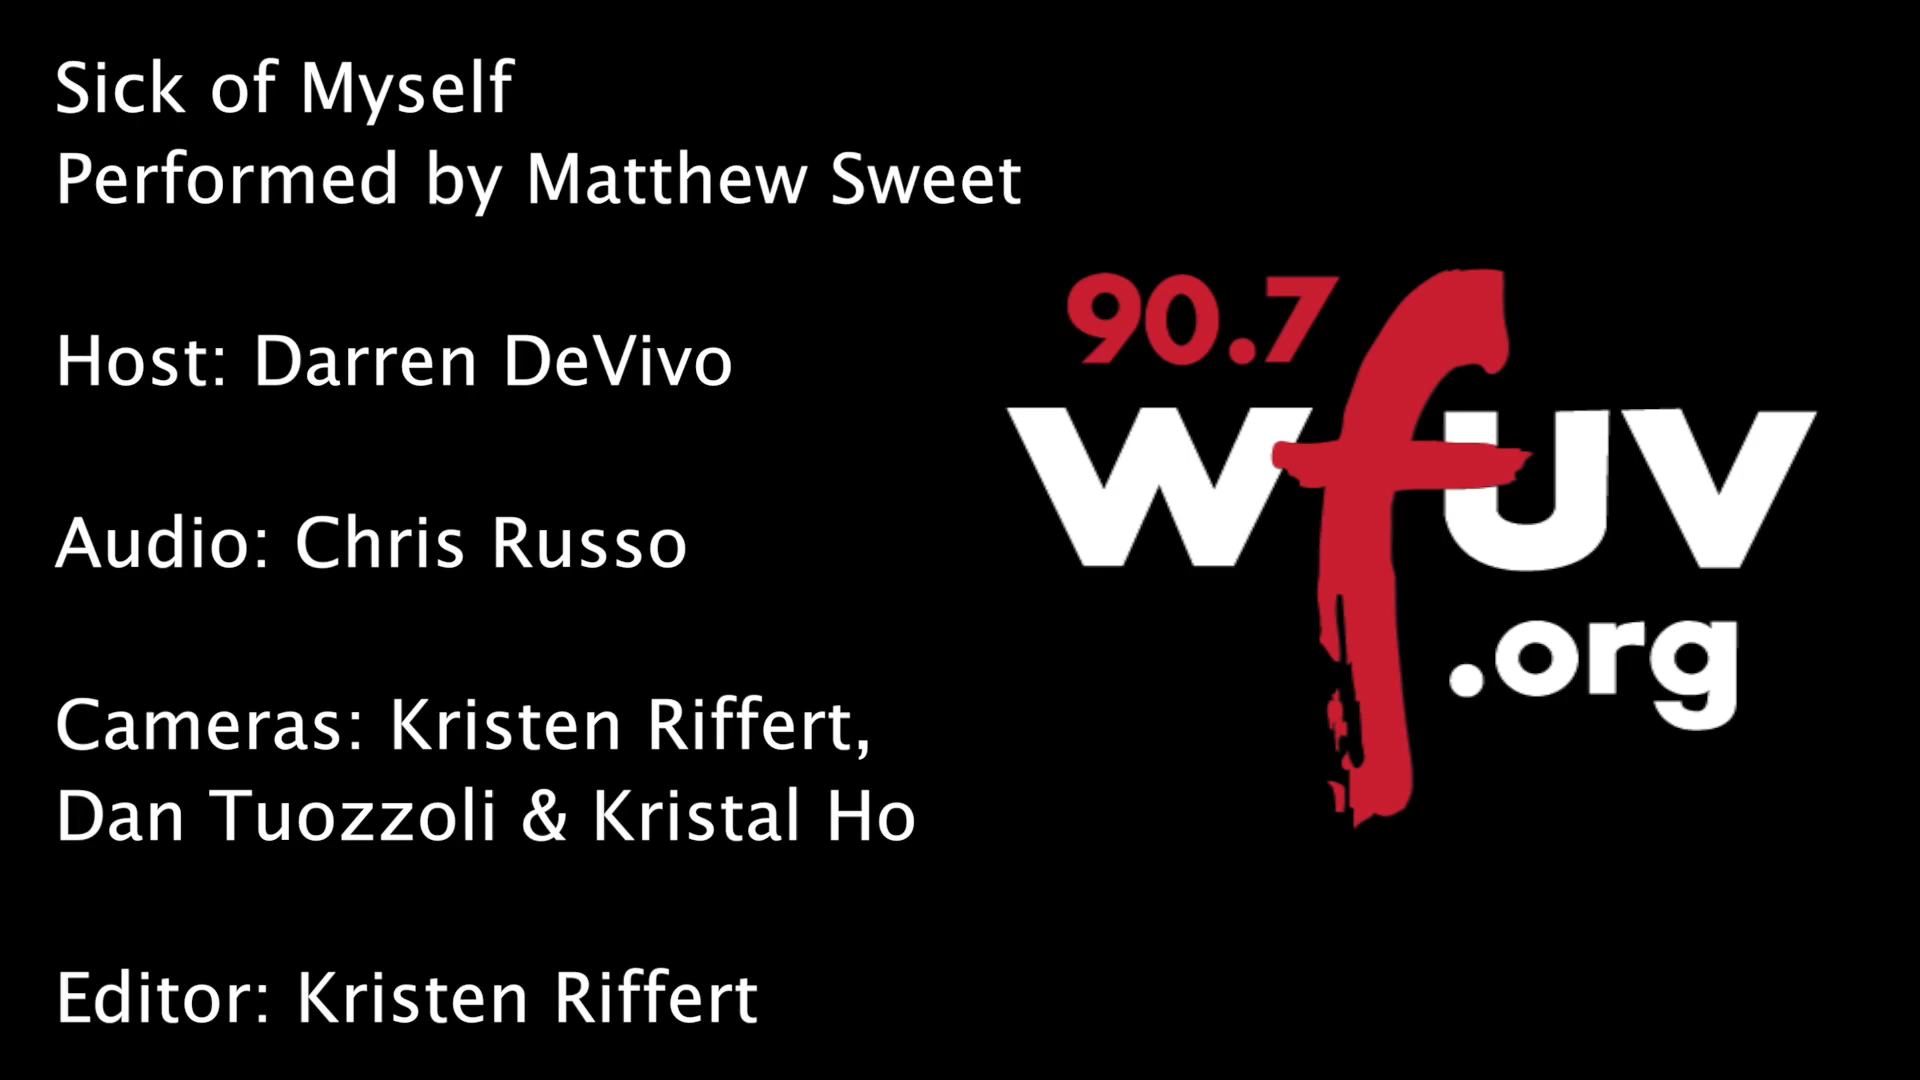 Sick of Myself
Performed by Matthew Sweet
Host: Darren DeVivo
Audio: Chris Russo
Cameras: Kristen Riffert,
Dan Tuozzoli & Kristal Ho
Editor: Kristen Riffert
90.7
wfuv
.org